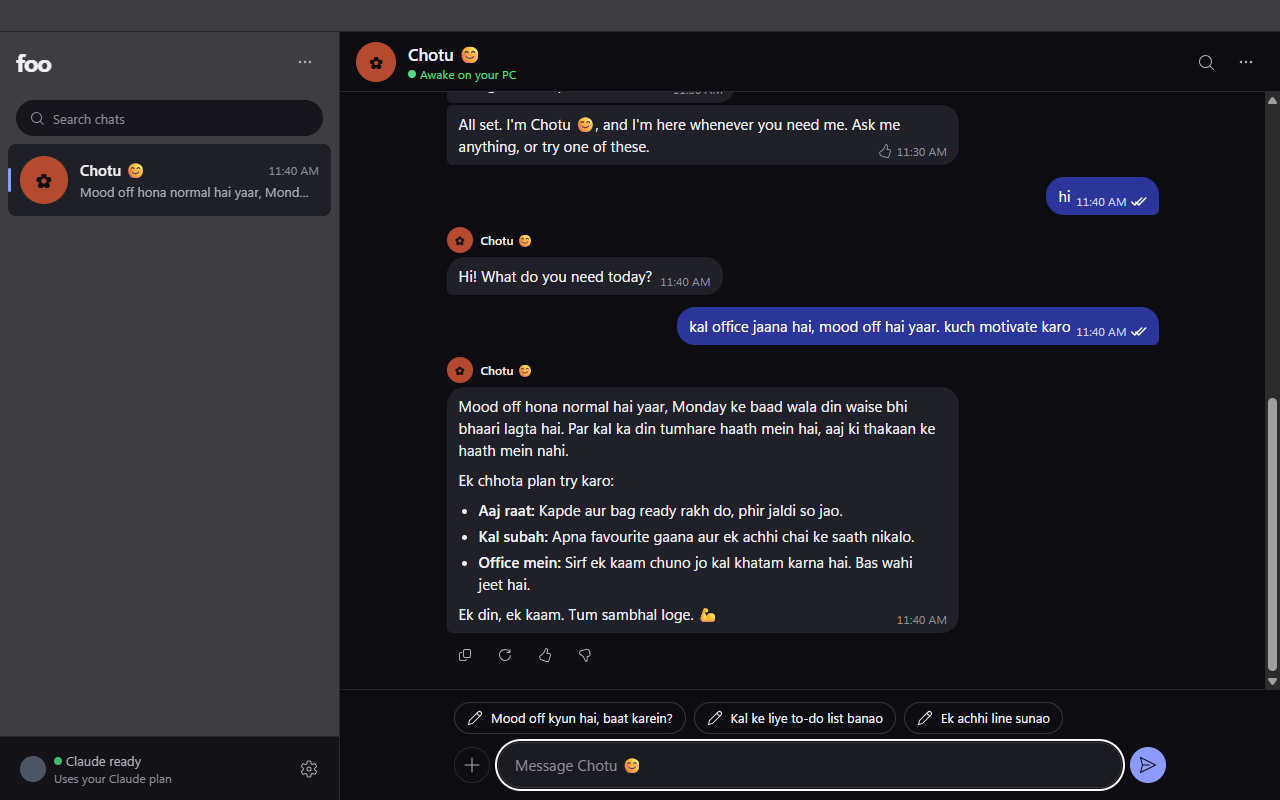 foo
Search chats
Chotu 😊
11:40 AM
Mood off hona normal hai yaar, Mond...
Claude ready
Uses your Claude plan
Chotu 😊
Awake on your PC
All set. I'm Chotu 😊, and I'm here whenever you need me. Ask me
anything, or try one of these.
11:30 AM
hi 11:40 AM
Chotu 😊
Hi! What do you need today? 11:40 AM
kal office jaana hai, mood off hai yaar. kuch motivate karo 11:40 AM
Chotu 😊
Mood off hona normal hai yaar, Monday ke baad wala din waise bhi
bhaari lagta hai. Par kal ka din tumhare haath mein hai, aaj ki thakaan ke
haath mein nahi.
Ek chhota plan try karo:
• Aaj raat: Kapde aur bag ready rakh do, phir jaldi so jao.
• Kal subah: Apna favourite gaana aur ek achhi chai ke saath nikalo.
• Office mein: Sirf ek kaam chuno jo kal khatam karna hai. Bas wahi
jeet hai.
Ek din, ek kaam. Tum sambhal loge. 💪
11:40 AM
Mood off kyun hai, baat karein?
Kal ke liye to-do list banao
Ek achhi line sunao
Message Chotu 😊